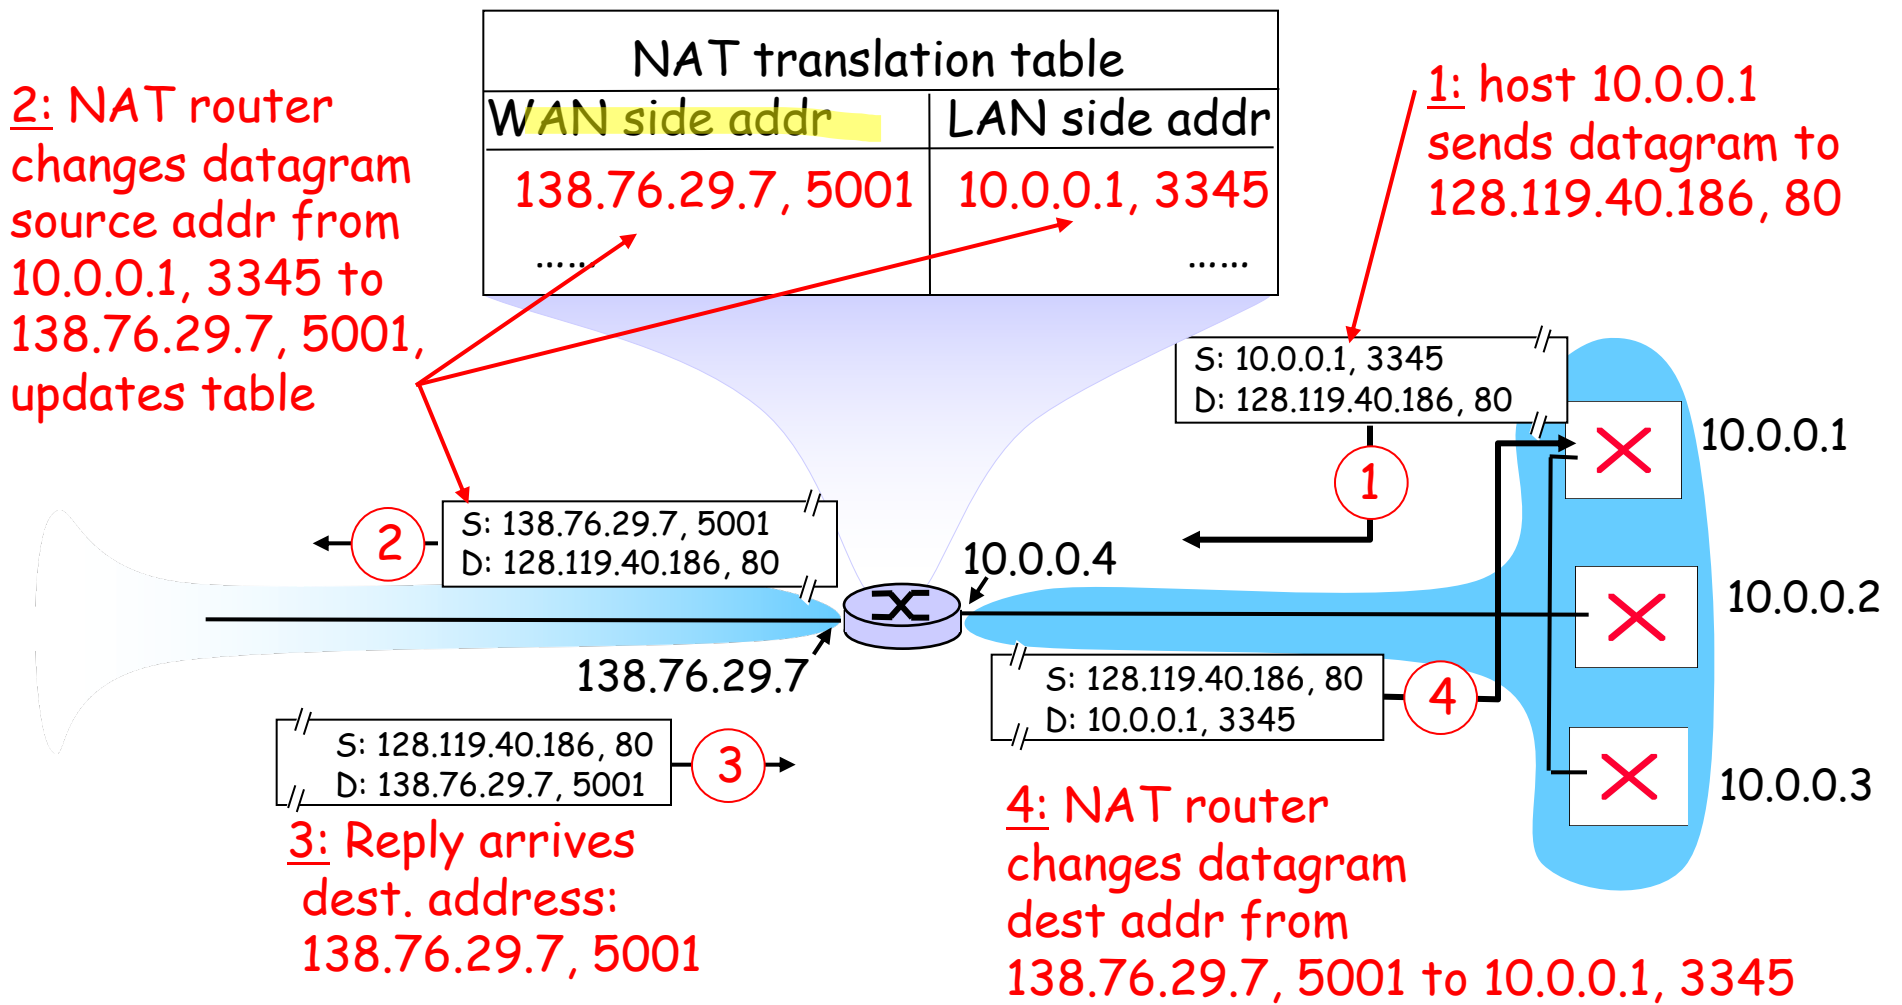 NAT translation table
WAN side addr
LAN side addr
138.76.29.7, 5001
10.0.0.1, 3345
......
......
2: NAT router
changes datagram
source addr from
10.0.0.1, 3345 to
138.76.29.7, 5001,
updates table
1: host 10.0.0.1
sends datagram to
128.119.40.186, 80
S: 10.0.0.1, 3345
D: 128.119.40.186, 80
1
10.0.0.1
S: 138.76.29.7, 5001
D: 128.119.40.186, 80
2
10.0.0.4
10.0.0.2
138.76.29.7
S: 128.119.40.186, 80
D: 10.0.0.1, 3345
4
S: 128.119.40.186, 80
D: 138.76.29.7, 5001
3
10.0.0.3
3: Reply arrives
dest. address:
138.76.29.7, 5001
4: NAT router
changes datagram
dest addr from
138.76.29.7, 5001 to 10.0.0.1, 3345